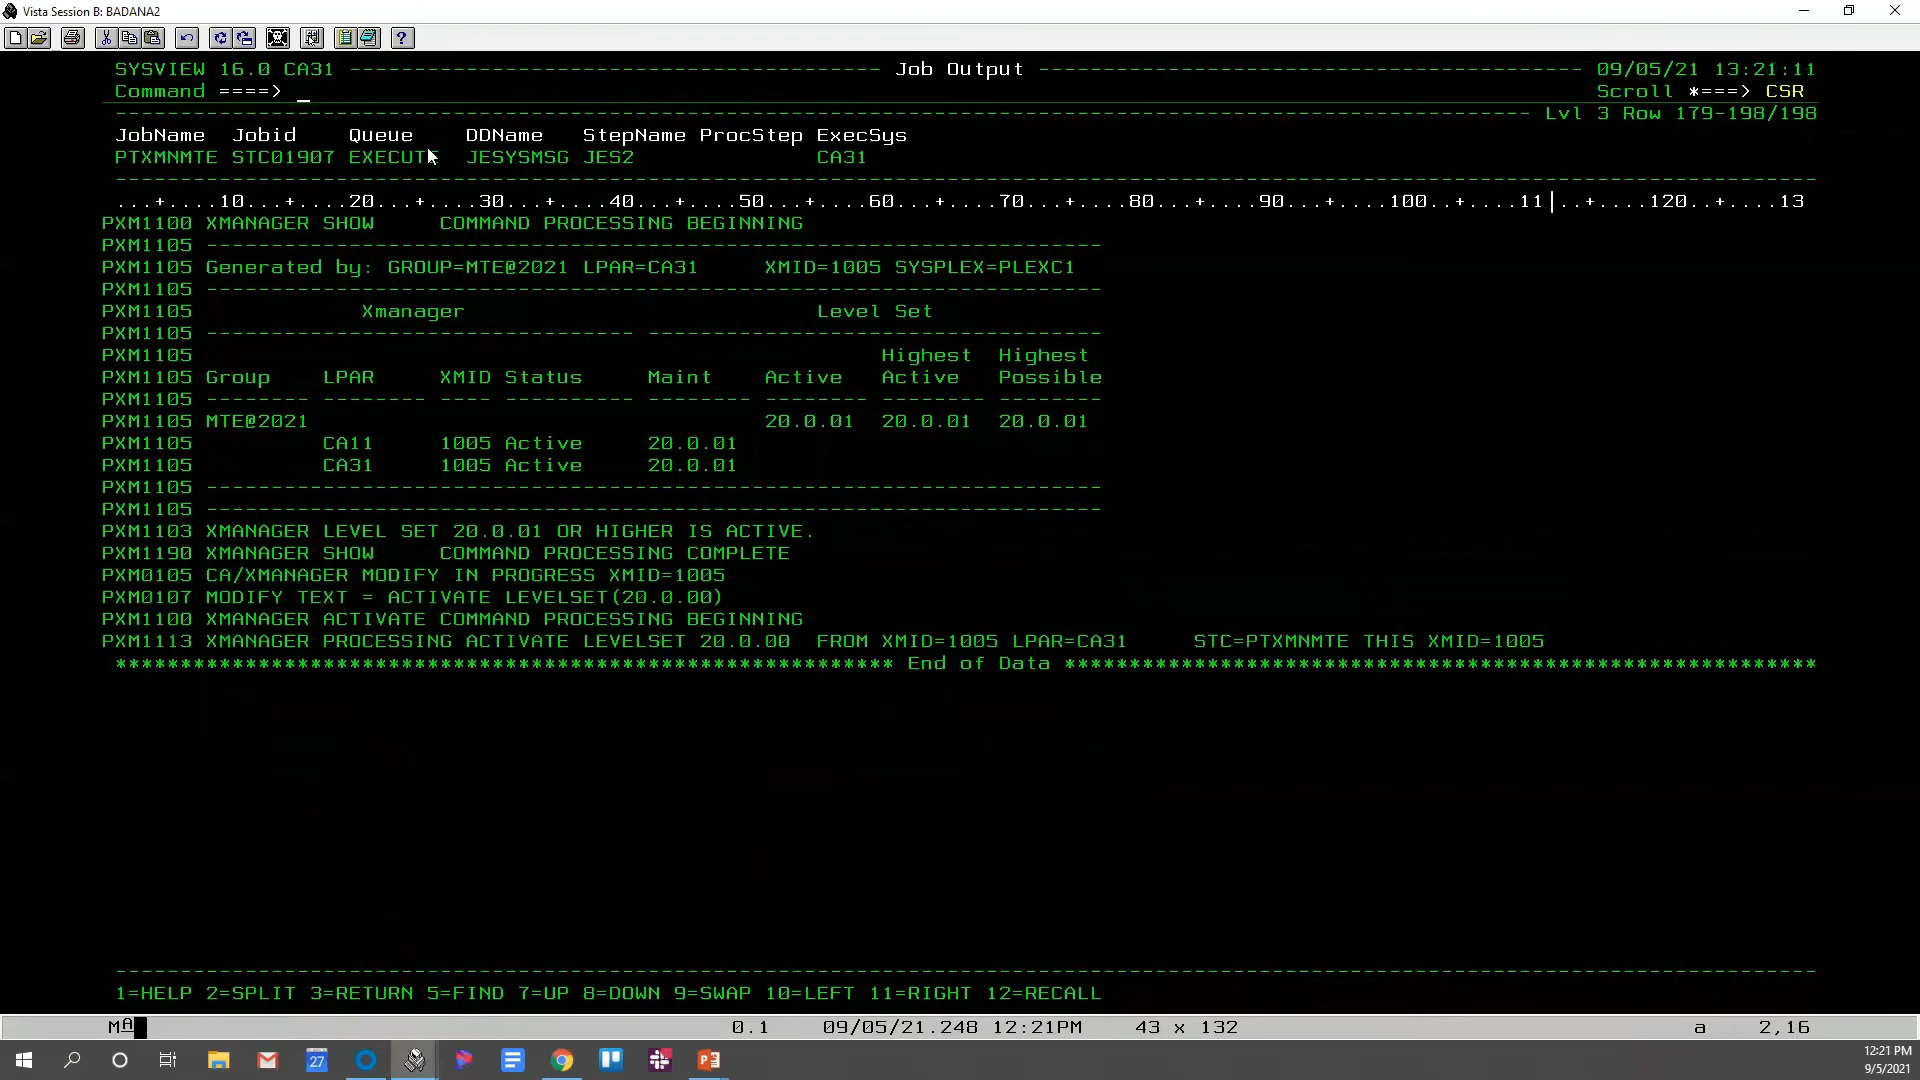 Vista Session B: BADANA2
SYSVIEW 16.0 CA31 ----------------------------------------- Job Output ------------------------------------------ 09/05/21 13:21:11
Command ====> _ Scroll *===> CSR
------------------------------------------------------------------------------------------------------------- Lvl 3 Row 179-198/198
JobName Jobid Queue DDName StepName ProcStep ExecSys
PTXMNMTE STC01907 EXECUTE JESYSMSG JES2 CA31
-----------------------------------------------------------------------------------------------------------------------------------
...+....10...+....20...+....30...+....40...+....50...+....60...+....70...+....80...+....90...+....100..+....11|..+....120..+....13
PXM1100 XMANAGER SHOW COMMAND PROCESSING BEGINNING
PXM1105 ---------------------------------------------------------------------
PXM1105 Generated by: GROUP=MTE@2021 LPAR=CA31 XMID=1005 SYSPLEX=PLEXC1
PXM1105 ---------------------------------------------------------------------
PXM1105 Xmanager Level Set
PXM1105 --------------------------------- -----------------------------------
PXM1105 Highest Highest
PXM1105 Group LPAR XMID Status Maint Active Active Possible
PXM1105 -------- -------- ---- ---------- -------- -------- -------- --------
PXM1105 MTE@2021 20.0.01 20.0.01 20.0.01
PXM1105 CA11 1005 Active 20.0.01
PXM1105 CA31 1005 Active 20.0.01
PXM1105 ---------------------------------------------------------------------
PXM1105 ---------------------------------------------------------------------
PXM1103 XMANAGER LEVEL SET 20.0.01 OR HIGHER IS ACTIVE.
PXM1190 XMANAGER SHOW COMMAND PROCESSING COMPLETE
PXM0105 CA/XMANAGER MODIFY IN PROGRESS XMID=1005
PXM0107 MODIFY TEXT = ACTIVATE LEVELSET(20.0.00)
PXM1100 XMANAGER ACTIVATE COMMAND PROCESSING BEGINNING
PXM1113 XMANAGER PROCESSING ACTIVATE LEVELSET 20.0.00 FROM XMID=1005 LPAR=CA31 STC=PTXMNMTE THIS XMID=1005
************************************************************ End of Data **********************************************************
-----------------------------------------------------------------------------------------------------------------------------------
1=HELP 2=SPLIT 3=RETURN 5=FIND 7=UP 8=DOWN 9=SWAP 10=LEFT 11=RIGHT 12=RECALL
MA 0.1 09/05/21.248 12:21PM 43 x 132 a 2,16
27
12:21 PM
9/5/2021